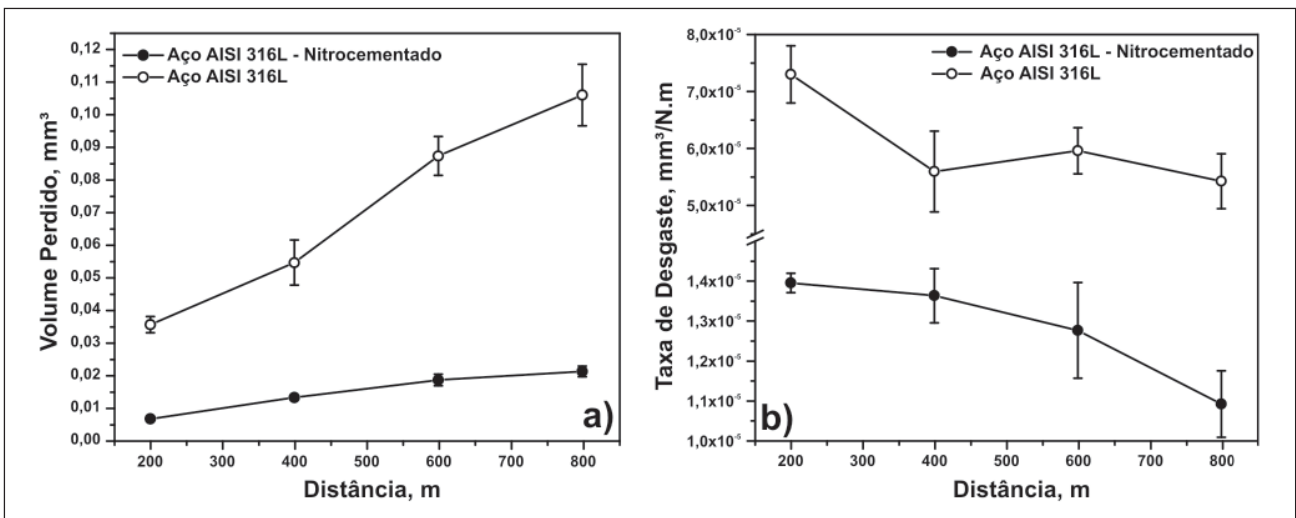 Aço AISI 316L - Nitrocementado
Aço AISI 316L
Volume Perdido, mm³
0,12
0,11
0,10
0,09
0,08
0,07
0,06
0,05
0,04
0,03
0,02
0,01
0,00
200 300 400 500 600 700 800
Distância, m
a)
Aço AISI 316L - Nitrocementado
Aço AISI 316L
Taxa de Desgaste, mm³/N.m
8,0x10⁻⁵
7,0x10⁻⁵
6,0x10⁻⁵
5,0x10⁻⁵
1,4x10⁻⁵
1,3x10⁻⁵
1,2x10⁻⁵
1,1x10⁻⁵
1,0x10⁻⁵
200 300 400 500 600 700 800
Distância, m
b)